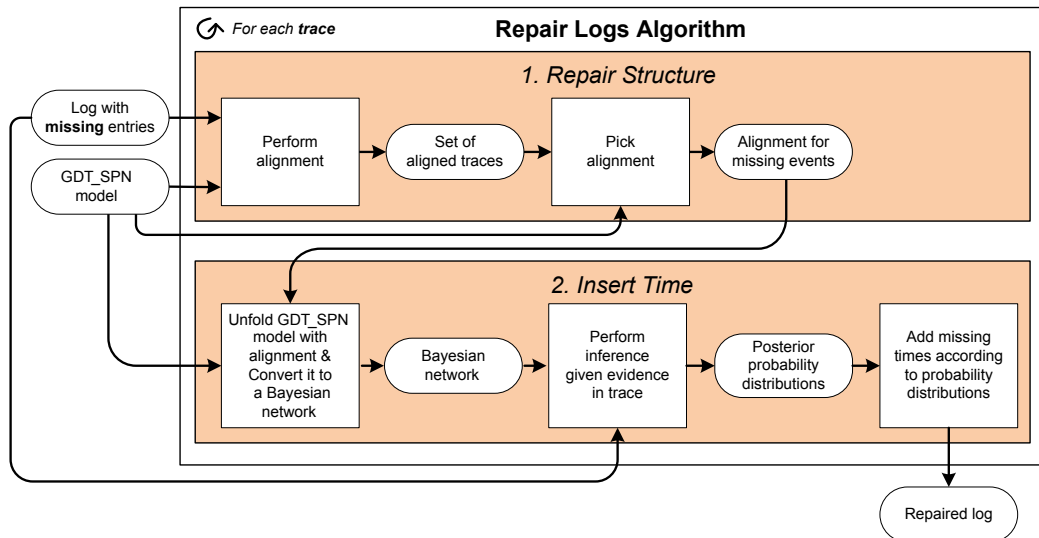 For each trace
Repair Logs Algorithm
1. Repair Structure
Log with
missing entries
Perform
alignment
Set of
aligned traces
Pick
alignment
Alignment for
missing events
GDT_SPN
model
2. Insert Time
Unfold GDT_SPN
model with
alignment &
Convert it to
a Bayesian
network
Bayesian
network
Perform
inference
given evidence
in trace
Posterior
probability
distributions
Add missing
times according
to probability
distributions
Repaired log